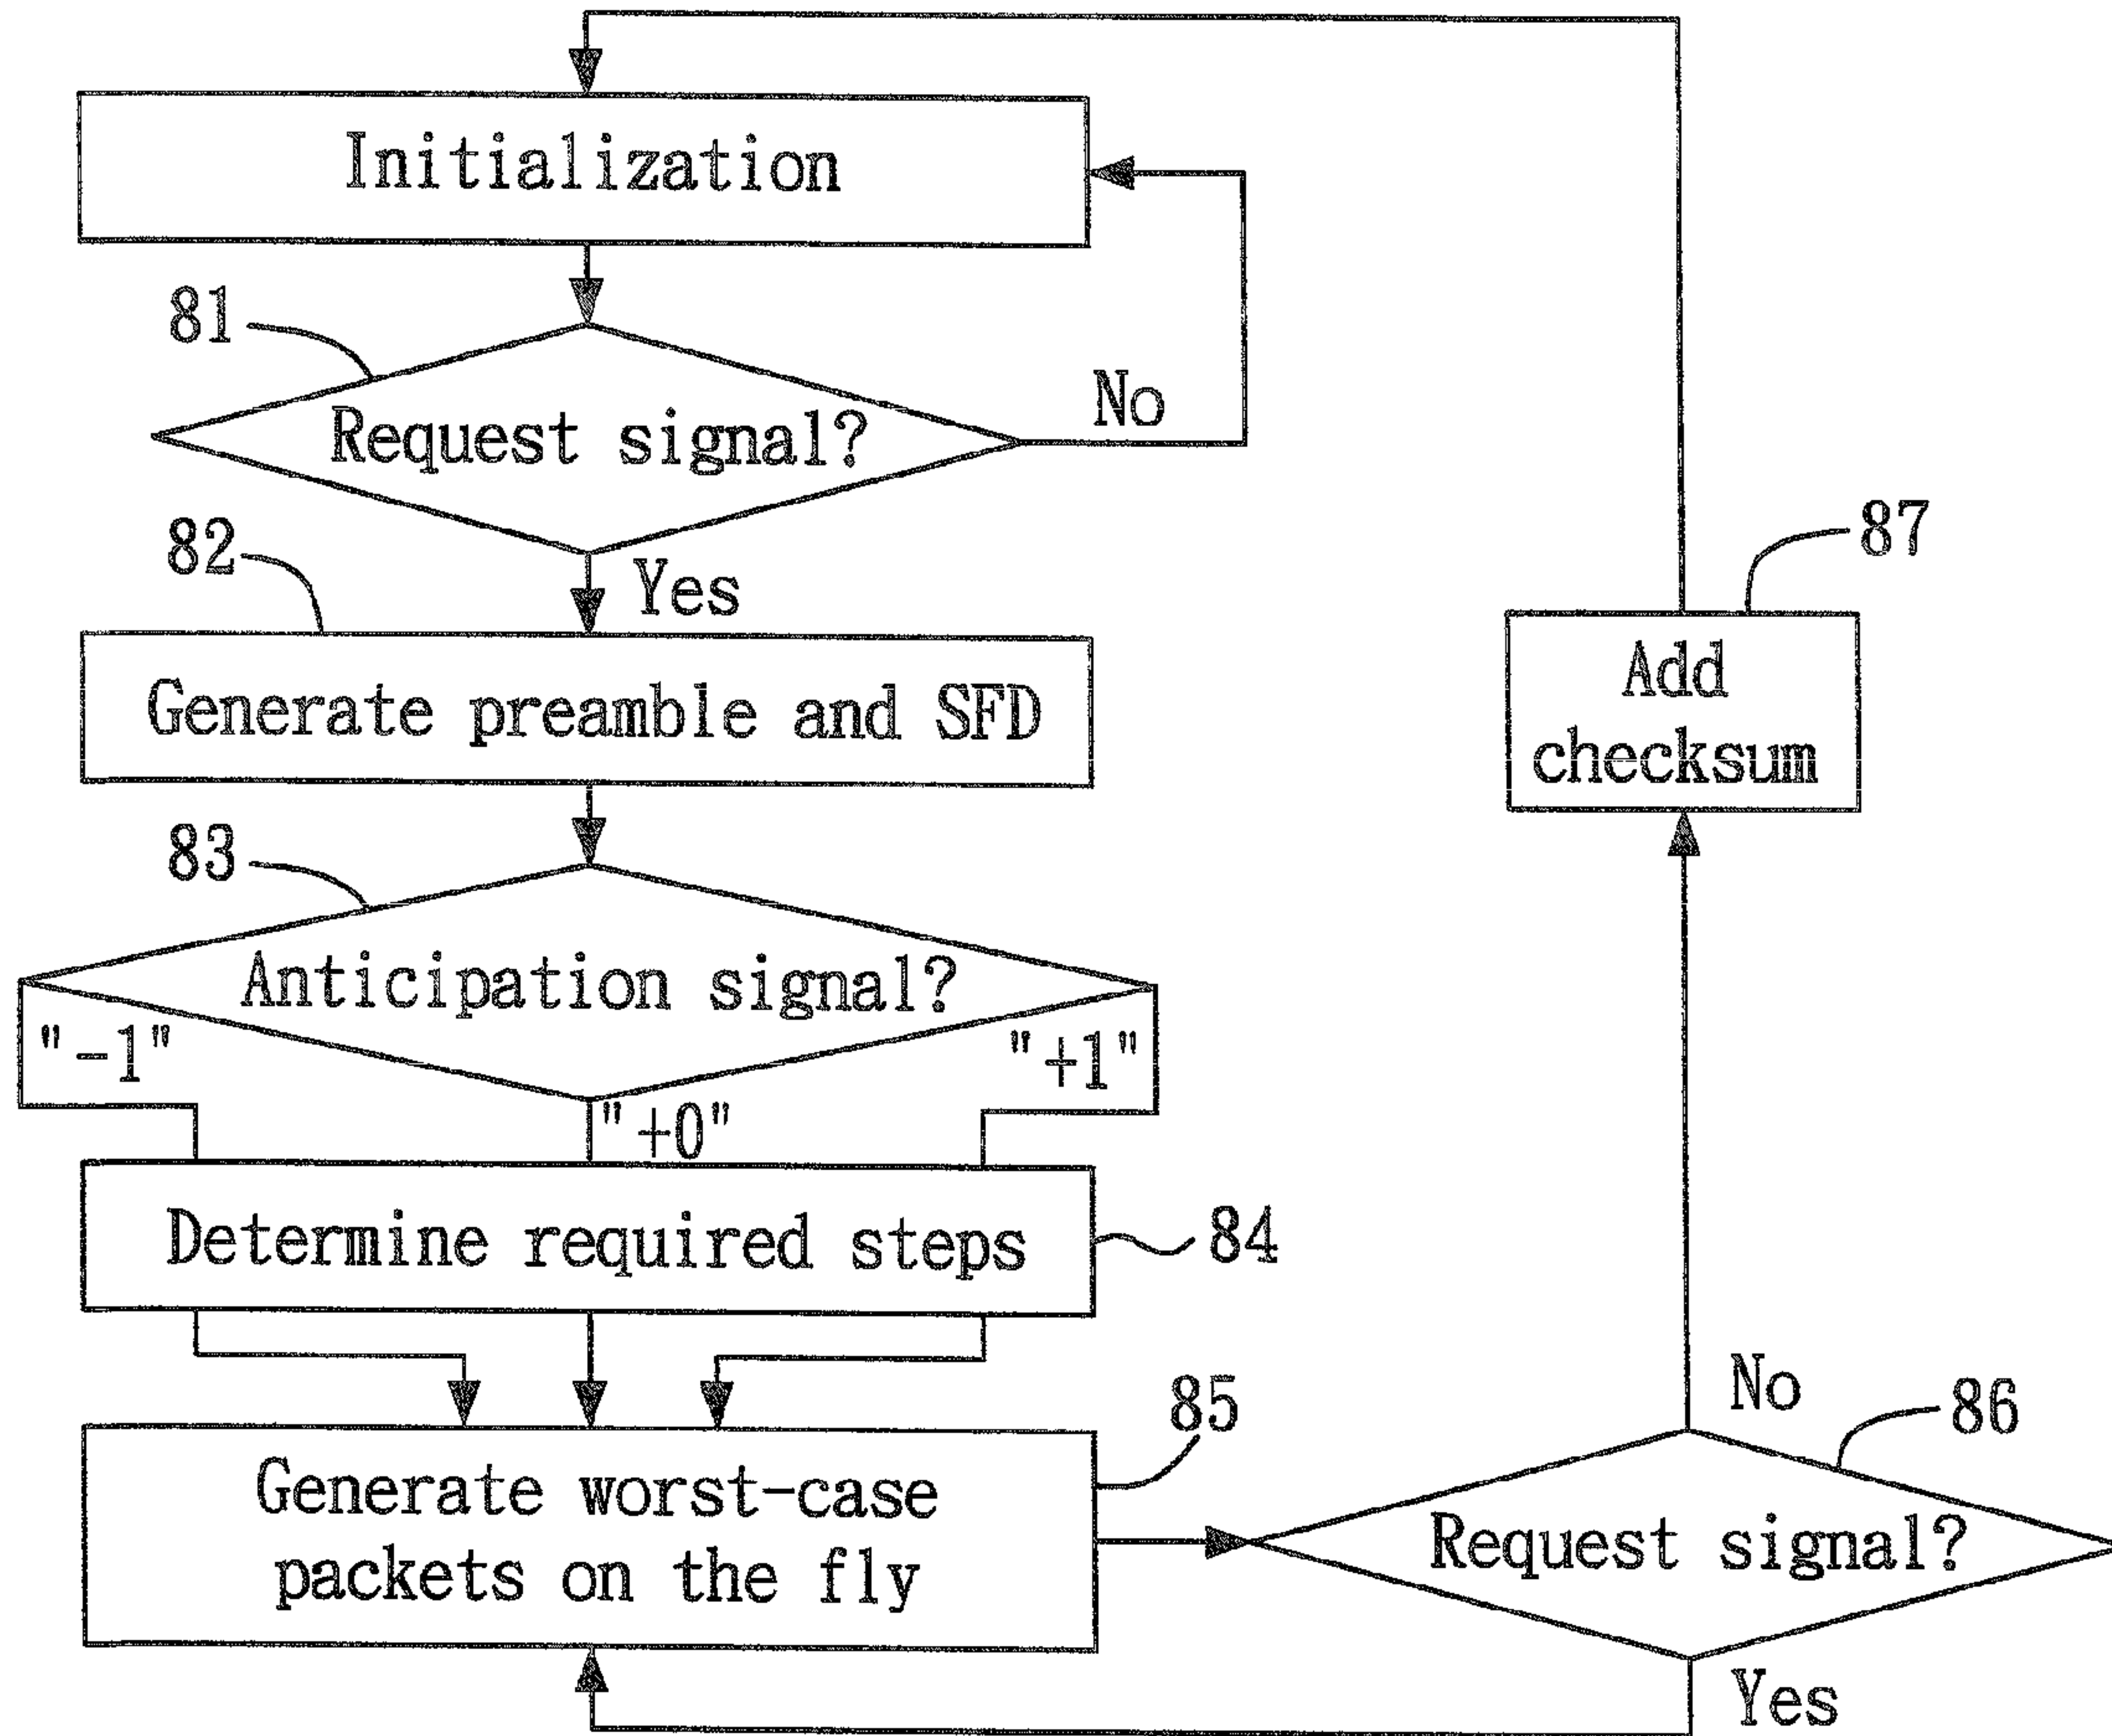 Initialization
81
Request signal?
No
82
Yes
Generate preamble and SFD
87
Add
checksum
83
Anticipation signal?
"-1"
"+1"
"+0"
Determine required steps
84
Generate worst-case
packets on the fly
85
No
86
Request signal?
Yes